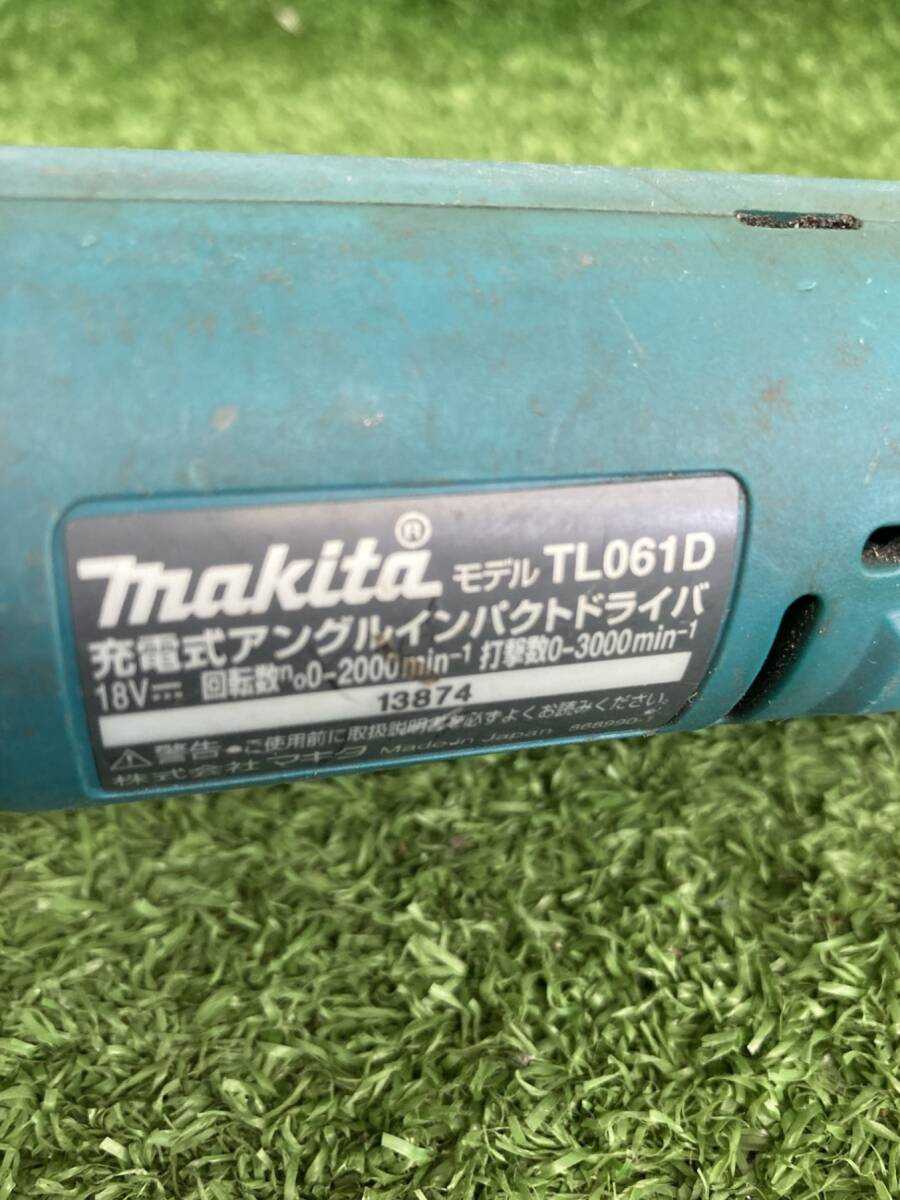 makita® モデル TL061D
充電式アングルインパクトドライバ
18V⎓ 回転数n₀0-2000min⁻¹ 打撃数0-3000min⁻¹
13874
⚠警告●ご使用前に取扱説明書を必ずよくお読みください。
株式会社マキタ Made in Japan